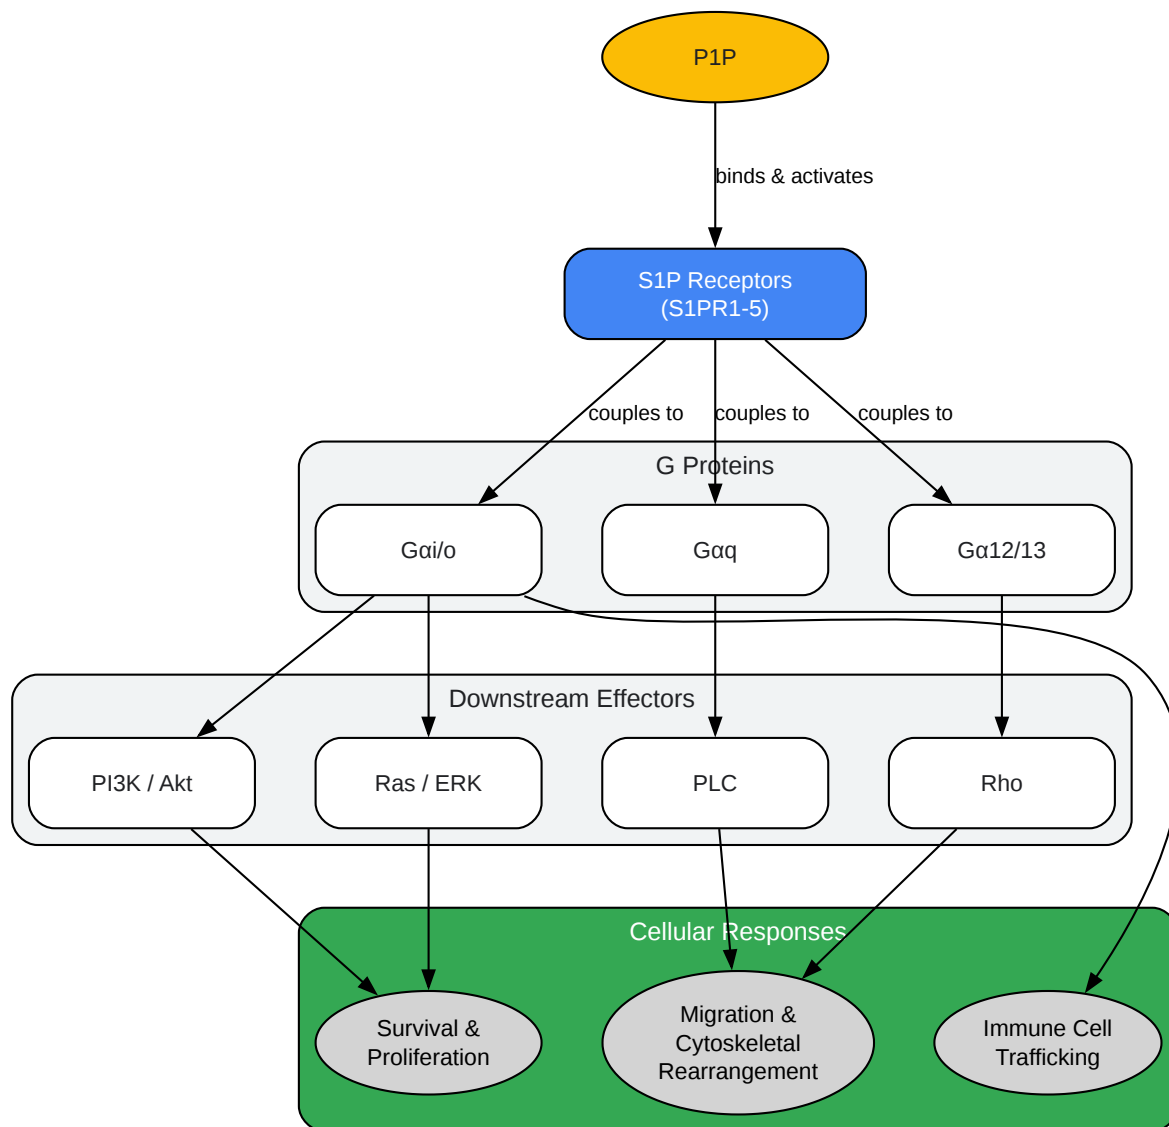 P1P
binds & activates
S1P Receptors
(S1PR1-5)
couples to
couples to
couples to
G Proteins
Gαi/o
Gαq
Gα12/13
Downstream Effectors
PI3K / Akt
Ras / ERK
PLC
Rho
Cellular Responses
Survival &
Proliferation
Migration &
Cytoskeletal
Rearrangement
Immune Cell
Trafficking